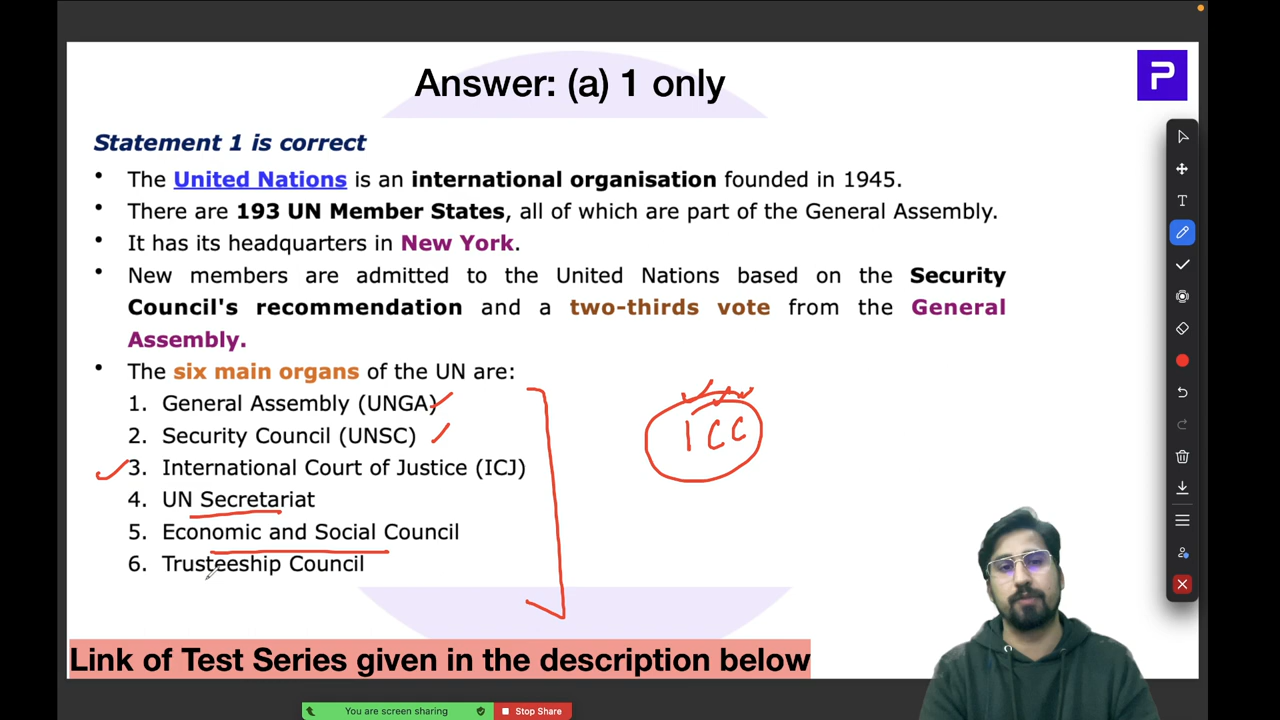 Answer: (a) 1 only
P
Statement 1 is correct
• The United Nations is an international organisation founded in 1945.
• There are 193 UN Member States, all of which are part of the General Assembly.
• It has its headquarters in New York.
• New members are admitted to the United Nations based on the Security
Council's recommendation and a two-thirds vote from the General
Assembly.
• The six main organs of the UN are:
1. General Assembly (UNGA)
2. Security Council (UNSC)
3. International Court of Justice (ICJ)
4. UN Secretariat
5. Economic and Social Council
6. Trusteeship Council
ICC
Link of Test Series given in the description below
You are screen sharing
Stop Share